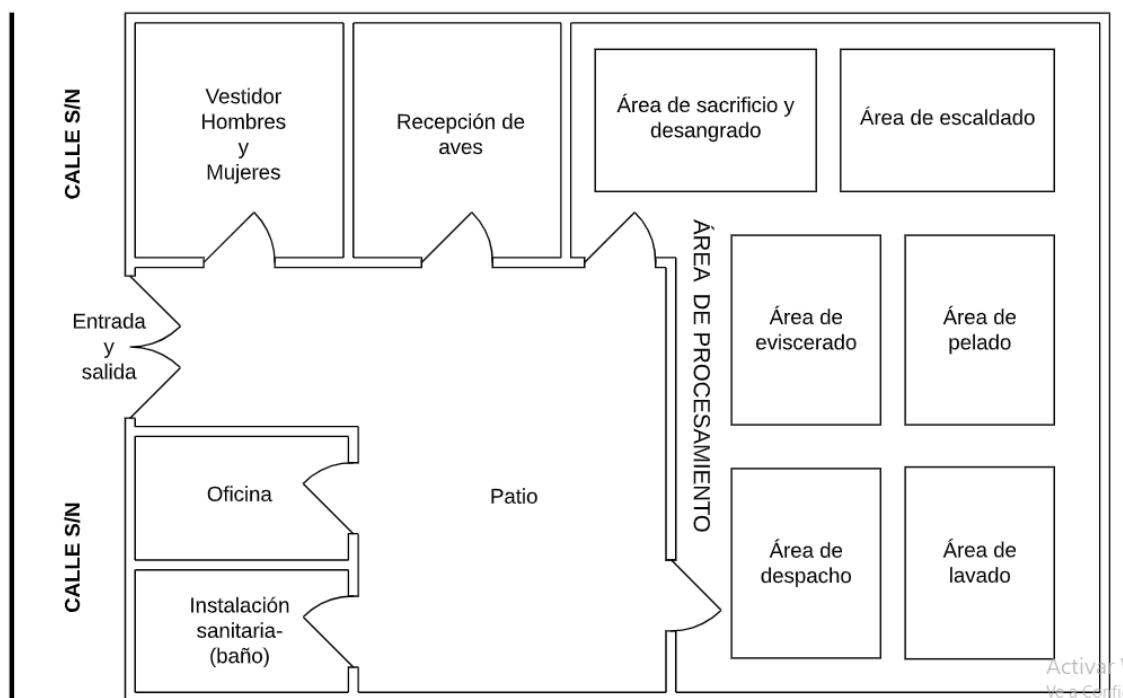 CALLE S/N
Vestidor
Hombres
y
Mujeres
Recepción de
aves
Área de sacrificio y
desangrado
Área de escaldado
ÁREA DE PROCESAMIENTO
Entrada
y
salida
Área de
eviscerado
Área de
pelado
CALLE S/N
Oficina
Patio
Área de
despacho
Área de
lavado
Instalación
sanitaria-
(baño)
Activar
Ve a Confi